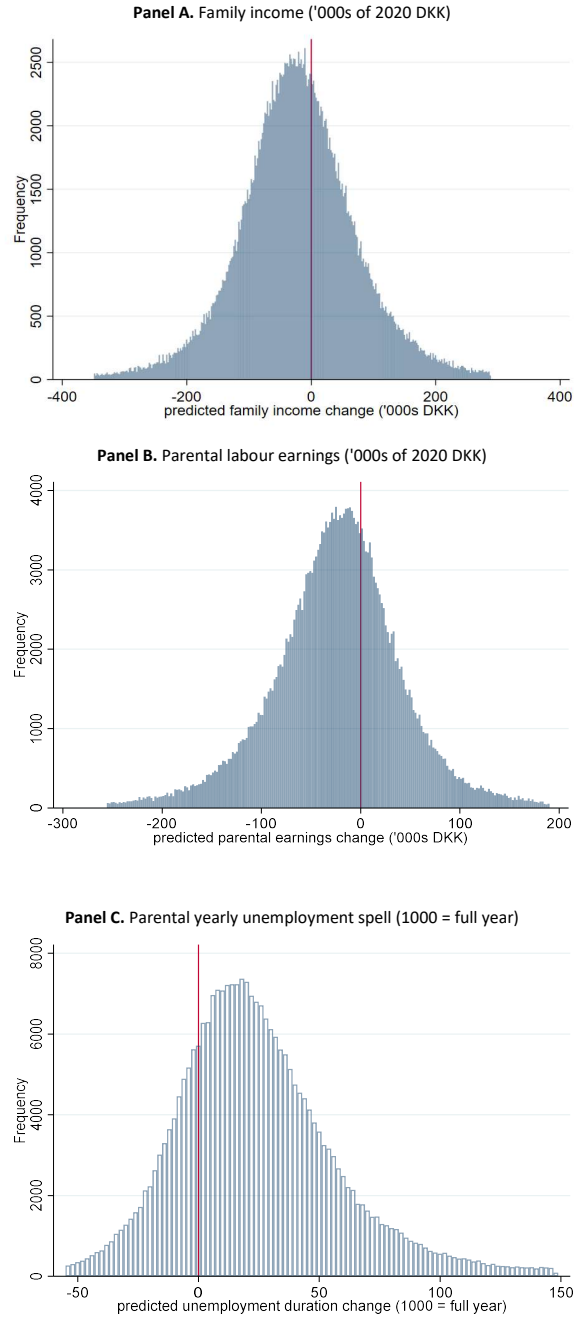 Panel A. Family income ('000s of 2020 DKK)
2500
2000
1500
1000
500
0
Frequency
-400 -200 0 200 400
predicted family income change ('000s DKK)
Panel B. Parental labour earnings ('000s of 2020 DKK)
4000
3000
2000
1000
0
Frequency
-300 -200 -100 0 100 200
predicted parental earnings change ('000s DKK)
Panel C. Parental yearly unemployment spell (1000 = full year)
8000
6000
4000
2000
0
Frequency
-50 0 50 100 150
predicted unemployment duration change (1000 = full year)